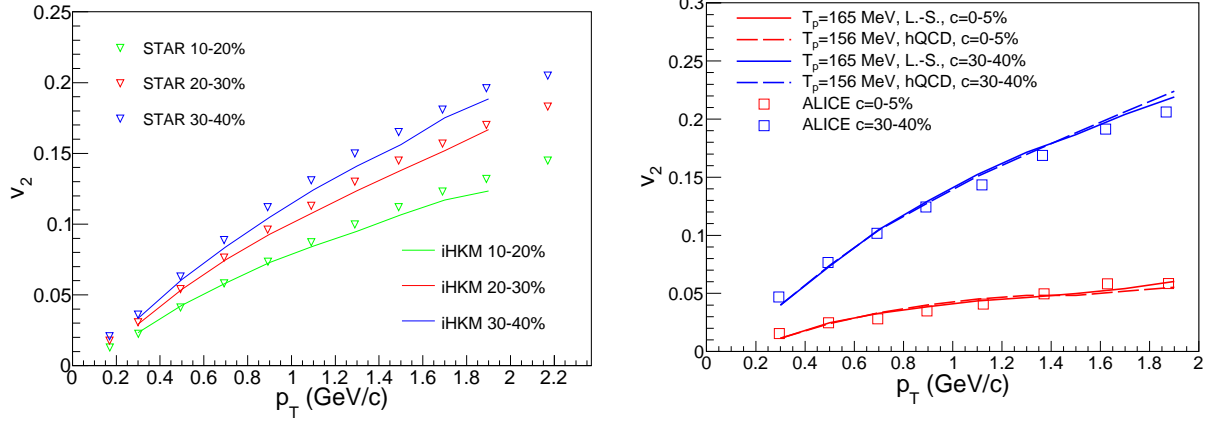 0.25
0.2
0.15
0.1
0.05
0
v2
STAR 10-20%
STAR 20-30%
STAR 30-40%
iHKM 10-20%
iHKM 20-30%
iHKM 30-40%
0 0.2 0.4 0.6 0.8 1 1.2 1.4 1.6 1.8 2 2.2
pT (GeV/c)
0.3
0.25
0.2
0.15
0.1
0.05
0
v2
Tp=165 MeV, L.-S., c=0-5%
Tp=156 MeV, hQCD, c=0-5%
Tp=165 MeV, L.-S., c=30-40%
Tp=156 MeV, hQCD, c=30-40%
ALICE c=0-5%
ALICE c=30-40%
0 0.2 0.4 0.6 0.8 1 1.2 1.4 1.6 1.8 2
pT (GeV/c)